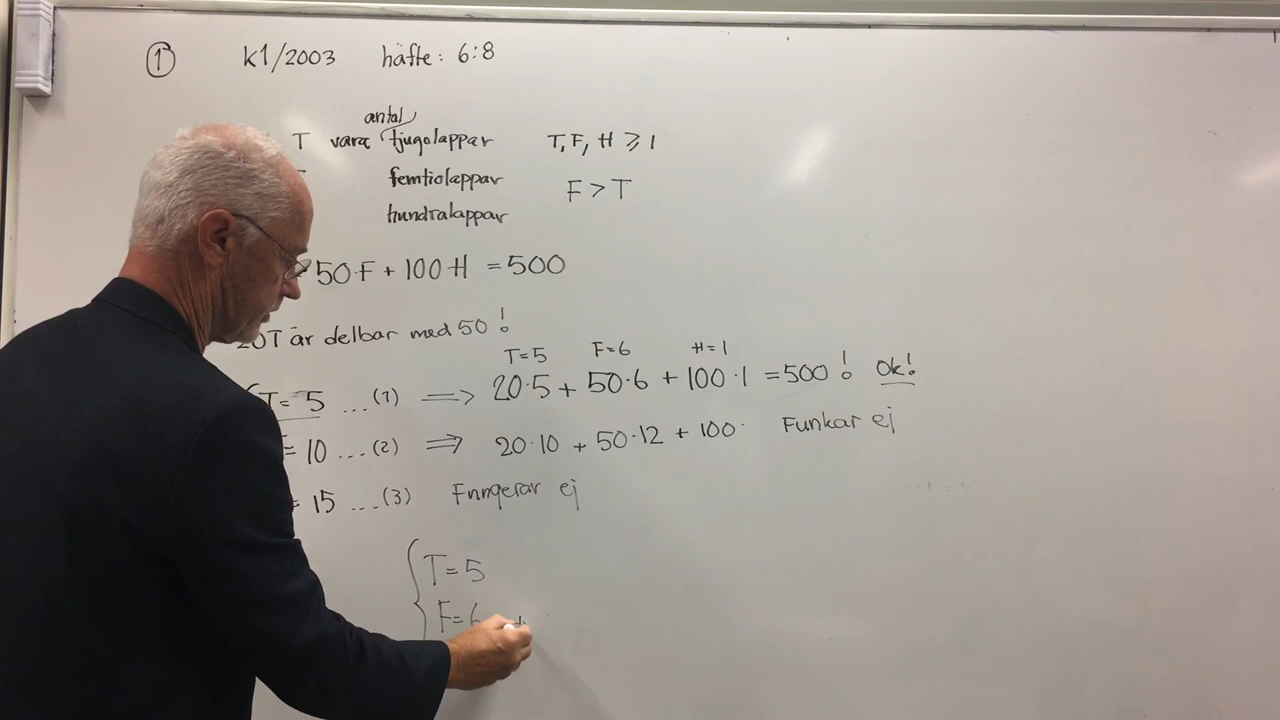 ① k1/2003 häfte: 6:8
antal
T vara tjugolappar T, F, H ⩾ 1
femtiolappar F > T
hundralappar
50·F + 100·H = 500
20T är delbar med 50!
T=5 F=6 H=1
T= 5 ...(1) ⟹ 20·5 + 50·6 + 100·1 = 500! Ok!
= 10 ...(2) ⟹ 20·10 + 50·12 + 100· Funkar ej
= 15 ...(3) Fungerar ej
T=5
F=6